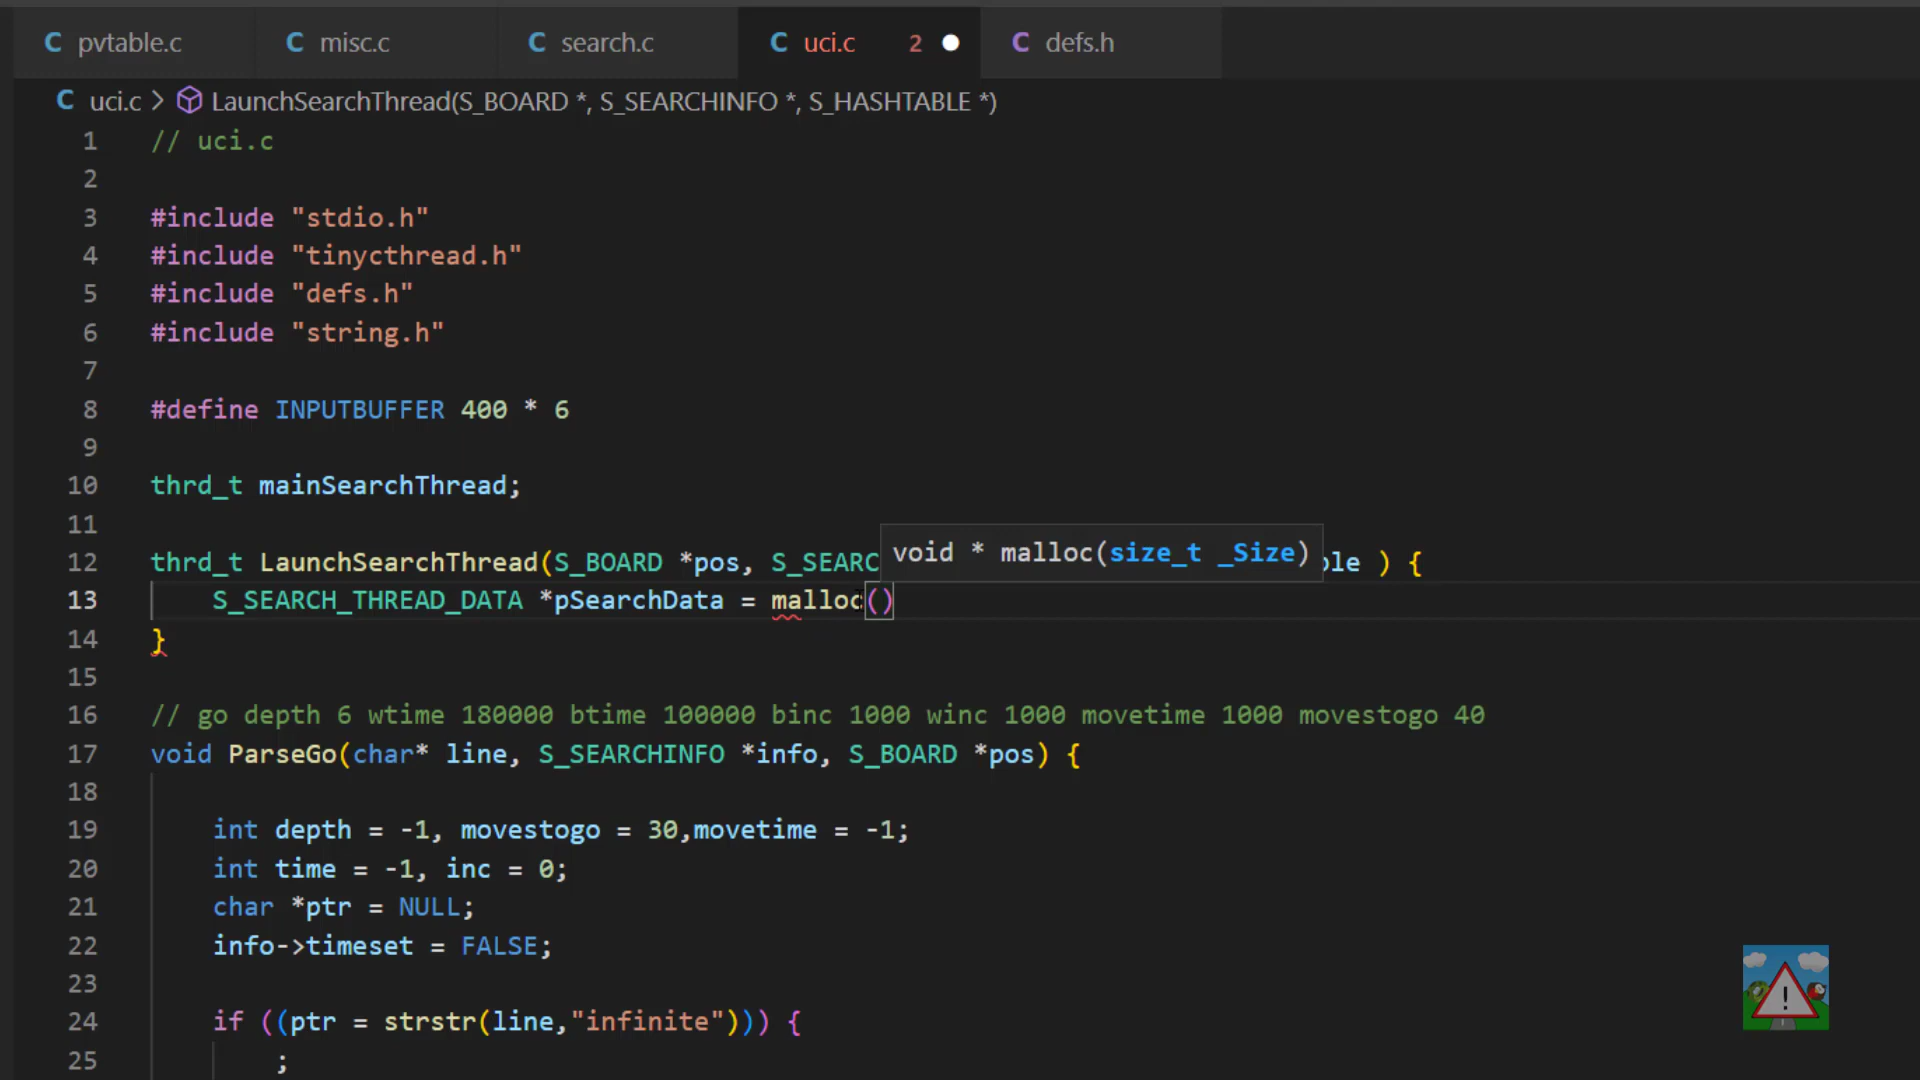 C pvtable.c C misc.c C search.c C uci.c 2 C defs.h
C uci.c > LaunchSearchThread(S_BOARD *, S_SEARCHINFO *, S_HASHTABLE *)
1 // uci.c
2
3 #include "stdio.h"
4 #include "tinycthread.h"
5 #include "defs.h"
6 #include "string.h"
7
8 #define INPUTBUFFER 400 * 6
9
10 thrd_t mainSearchThread;
11
void * malloc(size_t _Size)
12 thrd_t LaunchSearchThread(S_BOARD *pos, S_SEARC ble ) {
13 S_SEARCH_THREAD_DATA *pSearchData = malloc()
14 }
15
16 // go depth 6 wtime 180000 btime 100000 binc 1000 winc 1000 movetime 1000 movestogo 40
17 void ParseGo(char* line, S_SEARCHINFO *info, S_BOARD *pos) {
18
19 int depth = -1, movestogo = 30,movetime = -1;
20 int time = -1, inc = 0;
21 char *ptr = NULL;
22 info->timeset = FALSE;
23
24 if ((ptr = strstr(line,"infinite"))) {
25 ;